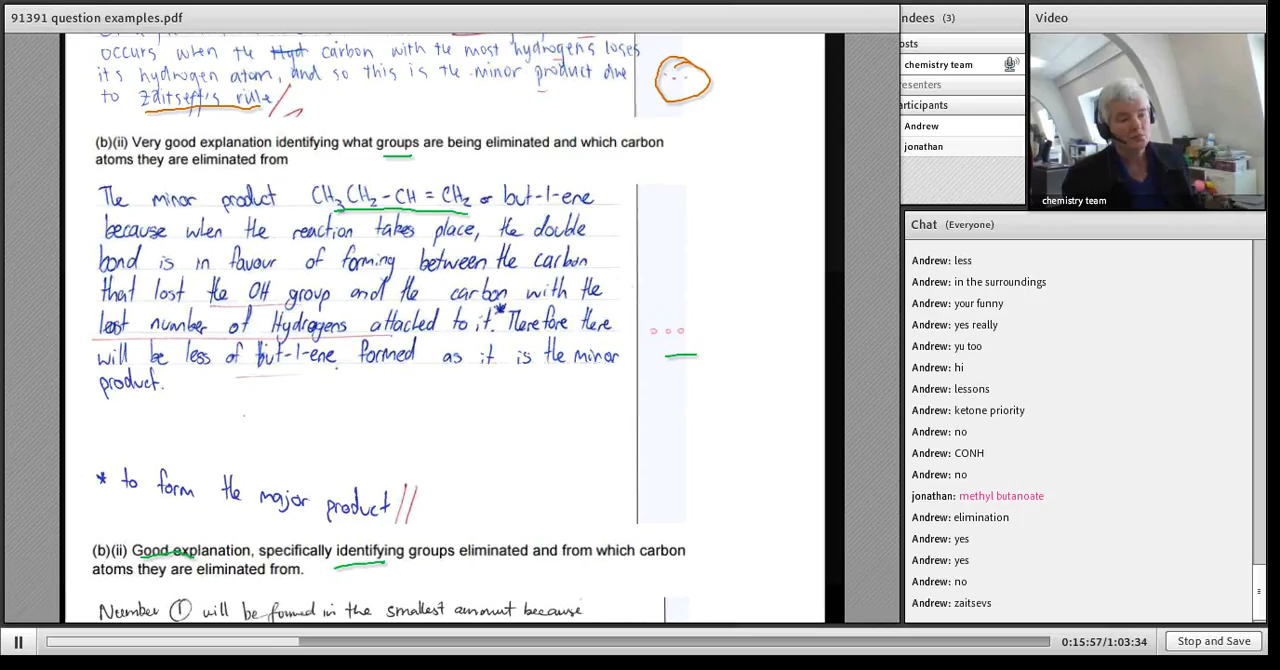 91391 question examples.pdf
occurs when the Hyd carbon with the most hydrogens loses
it's hydrogen atom, and so this is the minor product due
to Zaitseff's rule
(b)(ii) Very good explanation identifying what groups are being eliminated and which carbon
atoms they are eliminated from
The minor product CH3CH2-CH=CH2 or but-1-ene
because when the reaction takes place, the double
bond is in favour of forming between the carbon
that lost the OH group and the carbon with the
least number of Hydrogens attached to it.* Therefore there
will be less of but-1-ene formed as it is the minor
product.
* to form the major product
(b)(ii) Good explanation, specifically identifying groups eliminated and from which carbon
atoms they are eliminated from.
Number ① will be formed in the smallest amount because
ndees (3)
osts
chemistry team
resenters
articipants
Andrew
jonathan
Video
chemistry team
Chat (Everyone)
Andrew: less
Andrew: in the surroundings
Andrew: your funny
Andrew: yes really
Andrew: yu too
Andrew: hi
Andrew: lessons
Andrew: ketone priority
Andrew: no
Andrew: CONH
Andrew: no
jonathan: methyl butanoate
Andrew: elimination
Andrew: yes
Andrew: yes
Andrew: no
Andrew: zaitsevs
0:15:57/1:03:34
Stop and Save